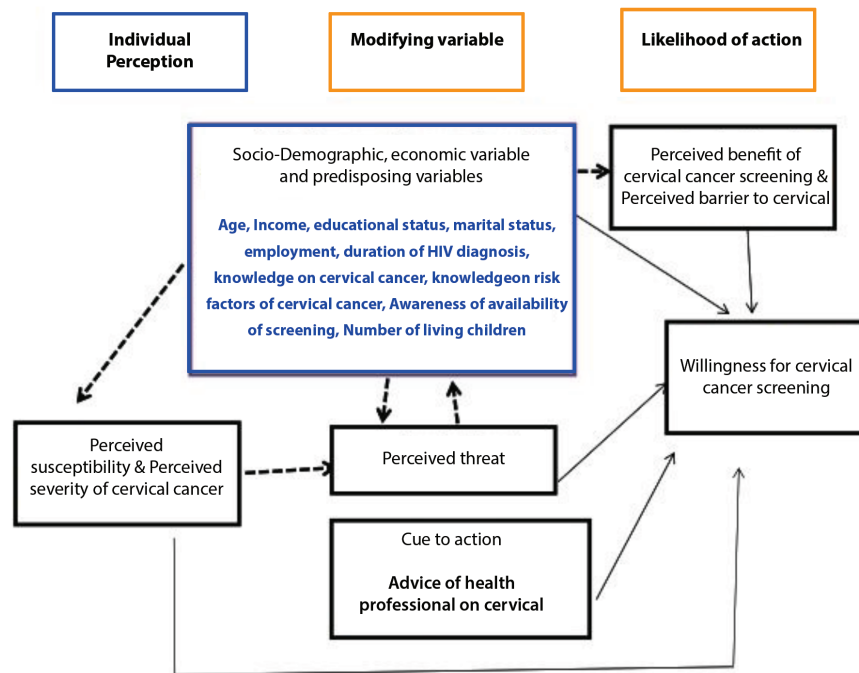 Individual
Perception
Modifying variable
Likelihood of action
Socio-Demographic, economic variable
and predisposing variables
Age, Income, educational status, marital status,
employment, duration of HIV diagnosis,
knowledge on cervical cancer, knowledgeon risk
factors of cervical cancer, Awareness of availability
of screening, Number of living children
Perceived benefit of
cervical cancer screening &
Perceived barrier to cervical
Willingness for cervical
cancer screening
Perceived
susceptibility & Perceived
severity of cervical cancer
Perceived threat
Cue to action
Advice of health
professional on cervical